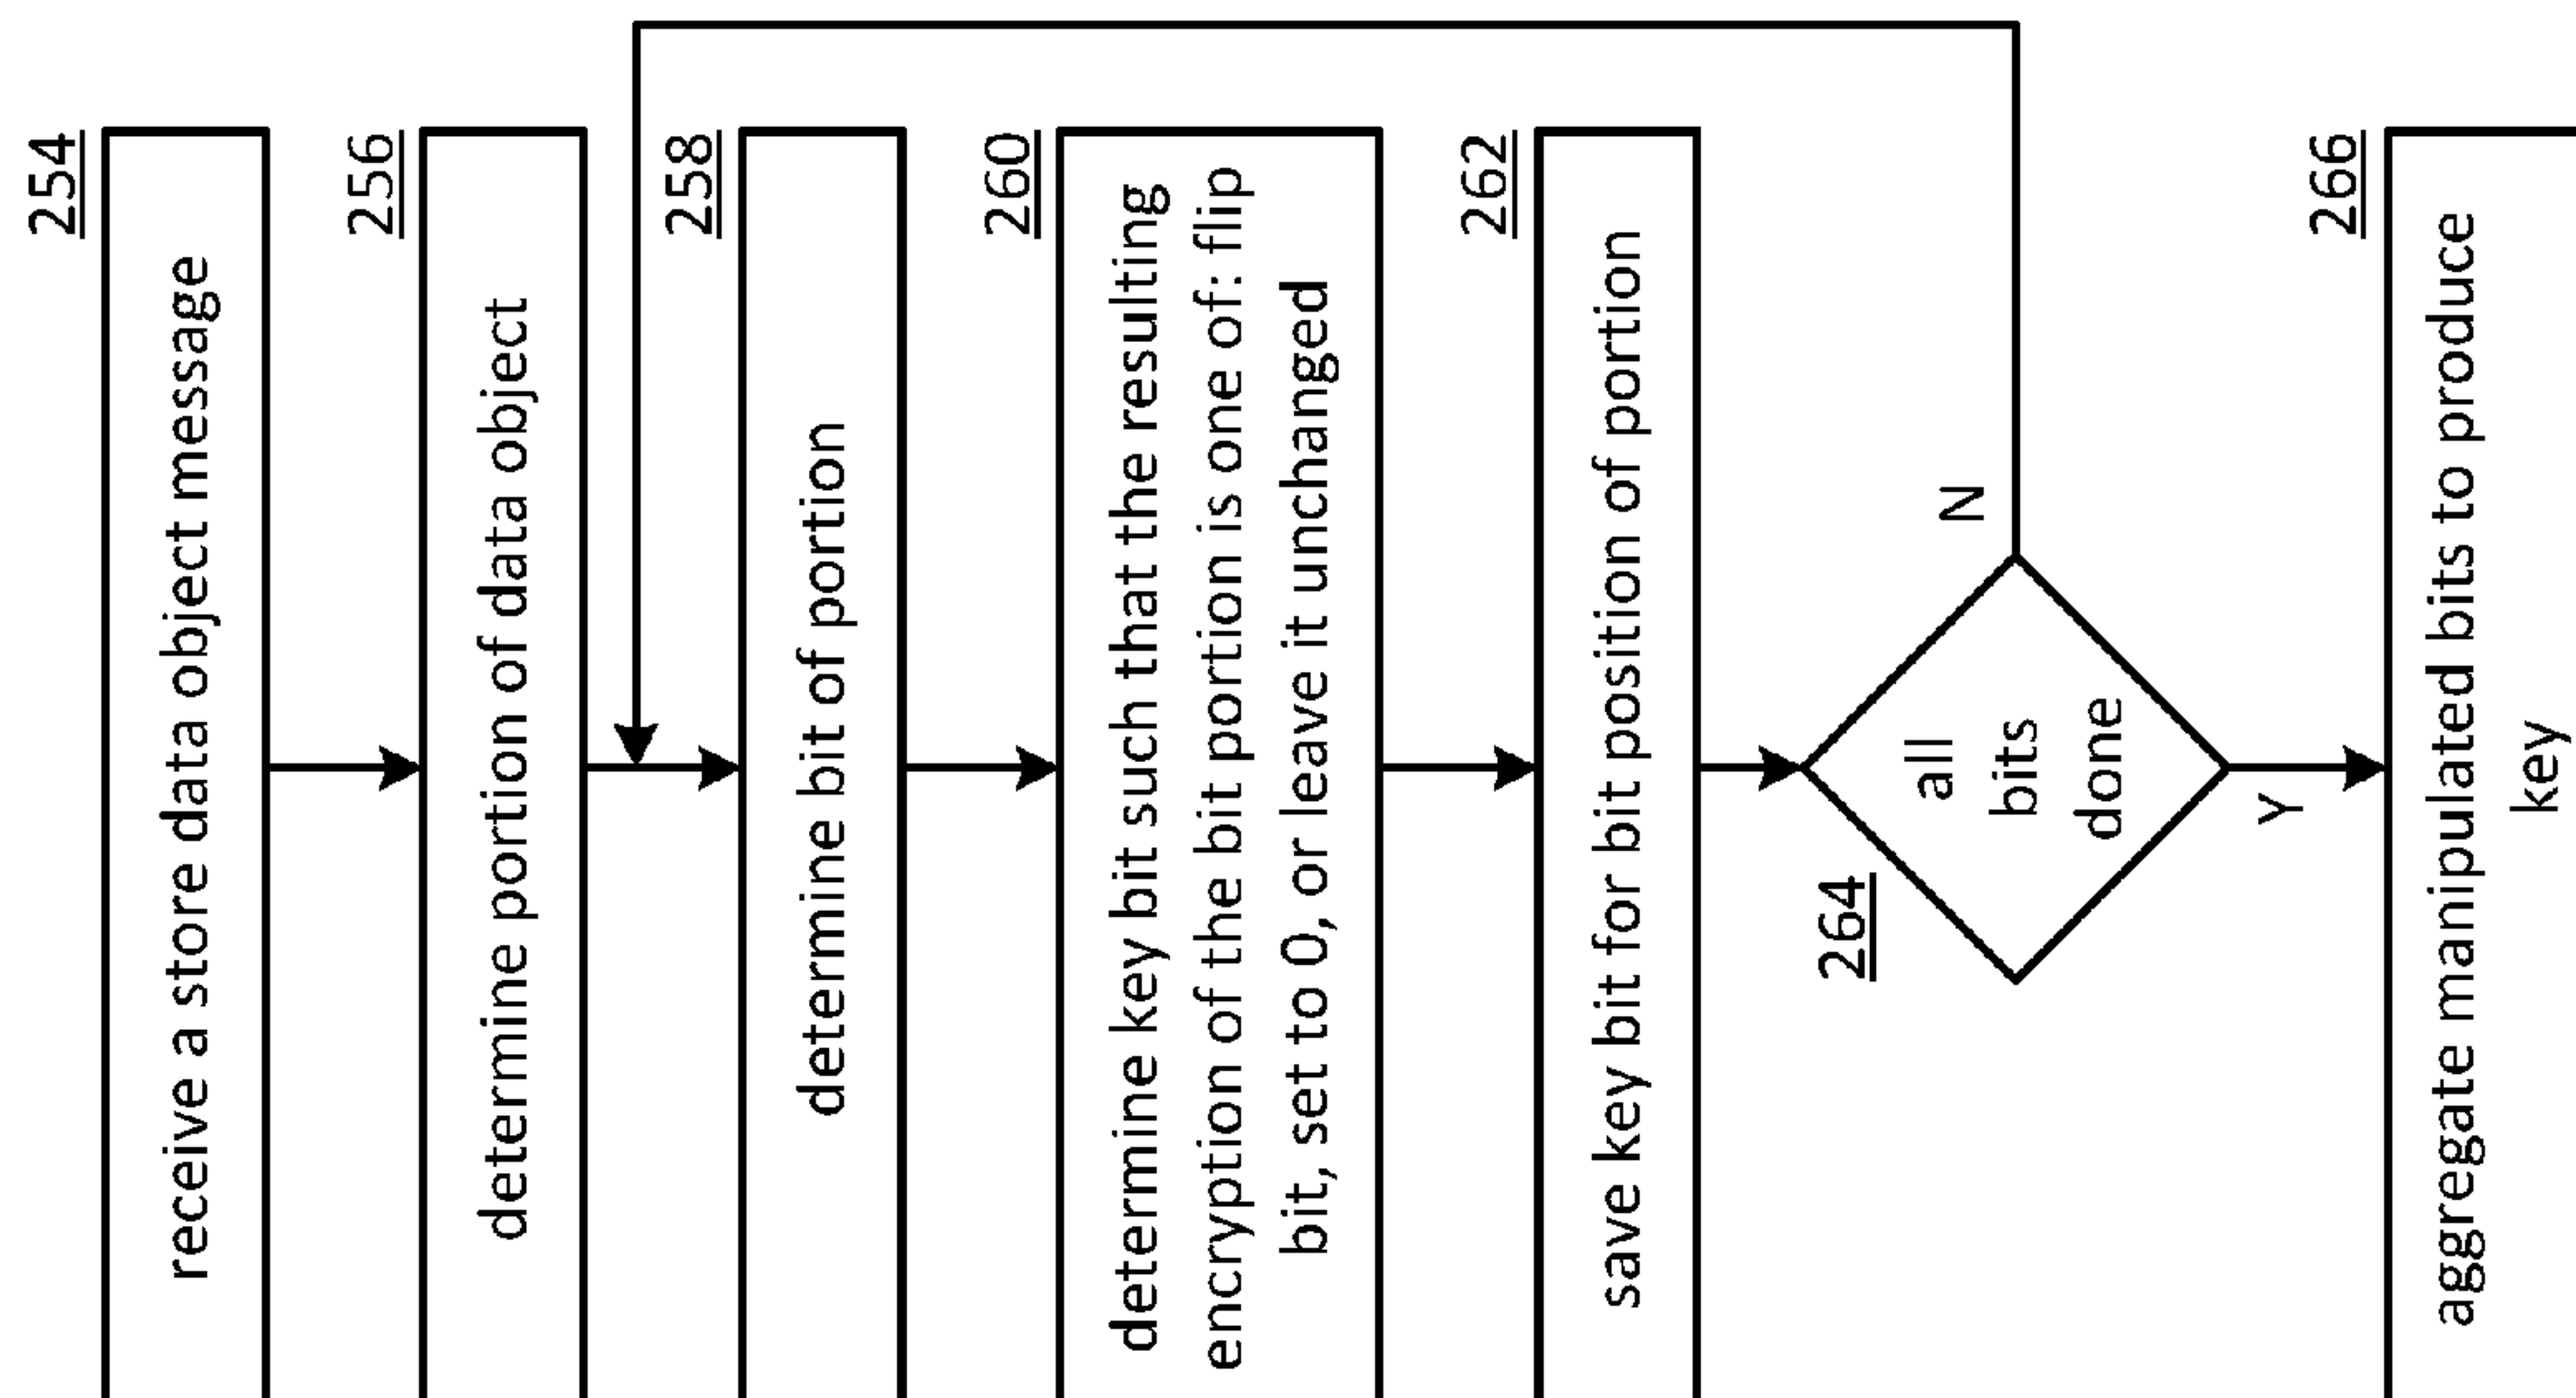 254
receive a store data object message
256
determine portion of data object
258
determine bit of portion
260
determine key bit such that the resulting
encryption of the bit portion is one of: flip
bit, set to 0, or leave it unchanged
262
save key bit for bit position of portion
264
all
bits
done
N
Y
266
aggregate manipulated bits to produce
key